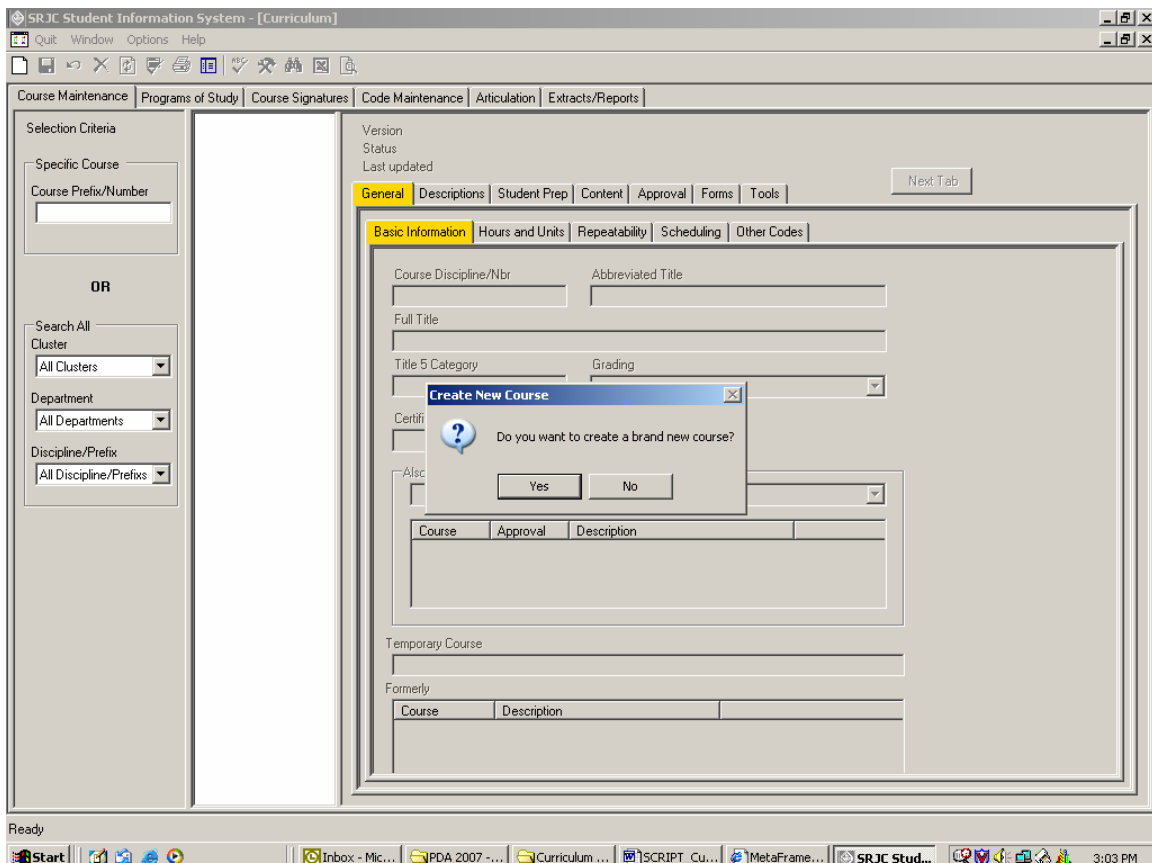 SRJC Student Information System - [Curriculum]
Quit Window Options Help
ABC
Course Maintenance Programs of Study Course Signatures Code Maintenance Articulation Extracts/Reports
Selection Criteria
Specific Course
Course Prefix/Number
OR
Search All
Cluster
All Clusters
Department
All Departments
Discipline/Prefix
All Discipline/Prefixs
Version
Status
Last updated
Next Tab
General Descriptions Student Prep Content Approval Forms Tools
Basic Information Hours and Units Repeatability Scheduling Other Codes
Course Discipline/Nbr Abbreviated Title
Full Title
Title 5 Category Grading
Certifi
Also
Create New Course
Do you want to create a brand new course?
Yes No
Course Approval Description
Temporary Course
Formerly
Course Description
Ready
Start Inbox - Mic... PDA 2007 -... Curriculum ... SCRIPT_Cu... MetaFrame... SRJC Stud... 3:03 PM